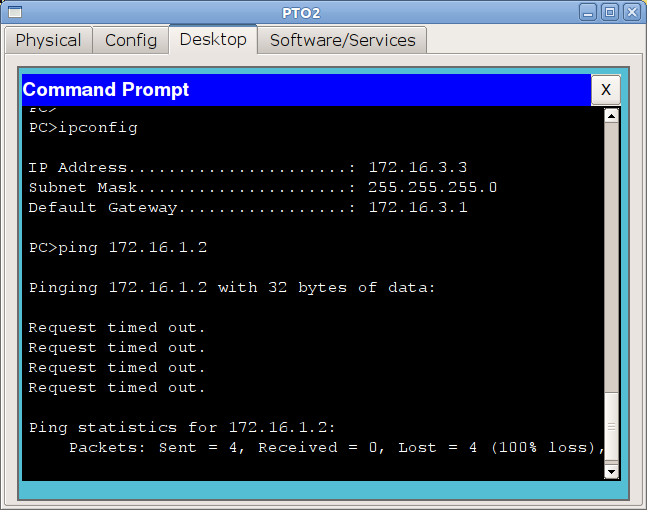 PTO2
Physical Config Desktop Software/Services
Command Prompt X
PC>
PC>ipconfig
IP Address......................: 172.16.3.3
Subnet Mask.....................: 255.255.255.0
Default Gateway.................: 172.16.3.1
PC>ping 172.16.1.2
Pinging 172.16.1.2 with 32 bytes of data:
Request timed out.
Request timed out.
Request timed out.
Request timed out.
Ping statistics for 172.16.1.2:
Packets: Sent = 4, Received = 0, Lost = 4 (100% loss),